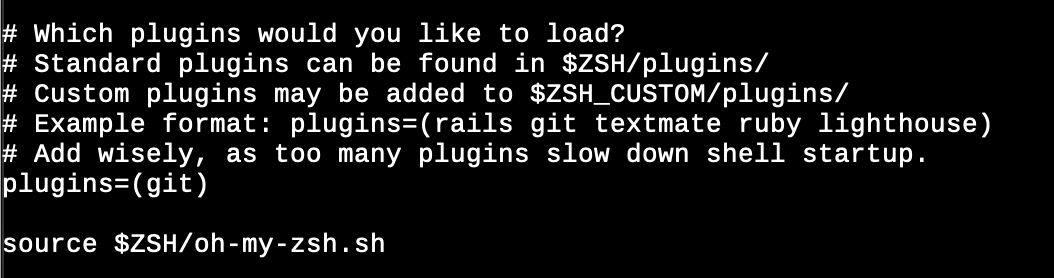 # Which plugins would you like to load?
# Standard plugins can be found in $ZSH/plugins/
# Custom plugins may be added to $ZSH_CUSTOM/plugins/
# Example format: plugins=(rails git textmate ruby lighthouse)
# Add wisely, as too many plugins slow down shell startup.
plugins=(git)
source $ZSH/oh-my-zsh.sh